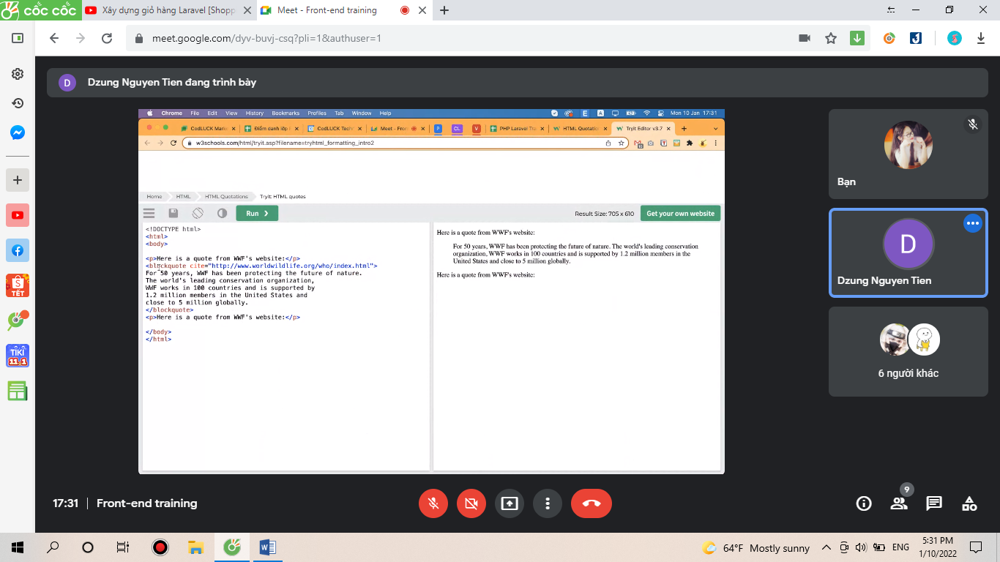 cốc cốc
Xây dựng giỏ hàng Laravel [Shopp
Meet - Front-end training
meet.google.com/dyv-buvj-csq?pli=1&authuser=1
D
Dzung Nguyen Tien đang trình bày
Chrome File Edit View History Bookmarks Profiles Tab Window Help
Mon 10 Jan 17:31
CodLUCK Mark
Điểm danh lớp
CodLUCK Tech
Meet - Fron
P
CL
V
PHP Laravel Tra
HTML Quotation
Tryit Editor v3.7
w3schools.com/html/tryit.asp?filename=tryhtml_formatting_intro2
Home
HTML
HTML Quotations
Tryit: HTML quotes
Run ❯
Result Size: 705 x 610
Get your own website
<!DOCTYPE html>
<html>
<body>
<p>Here is a quote from WWF's website:</p>
<blockquote cite="http://www.worldwildlife.org/who/index.html">
For 50 years, WWF has been protecting the future of nature.
The world's leading conservation organization,
WWF works in 100 countries and is supported by
1.2 million members in the United States and
close to 5 million globally.
</blockquote>
<p>Here is a quote from WWF's website:</p>
</body>
</html>
Here is a quote from WWF's website:
For 50 years, WWF has been protecting the future of nature. The world's leading conservation
organization, WWF works in 100 countries and is supported by 1.2 million members in the
United States and close to 5 million globally.
Here is a quote from WWF's website:
Bạn
D
Dzung Nguyen Tien
6 người khác
TẾT
TIKI
11.1
17:31 | Front-end training
9
64°F Mostly sunny
ENG
5:31 PM
1/10/2022